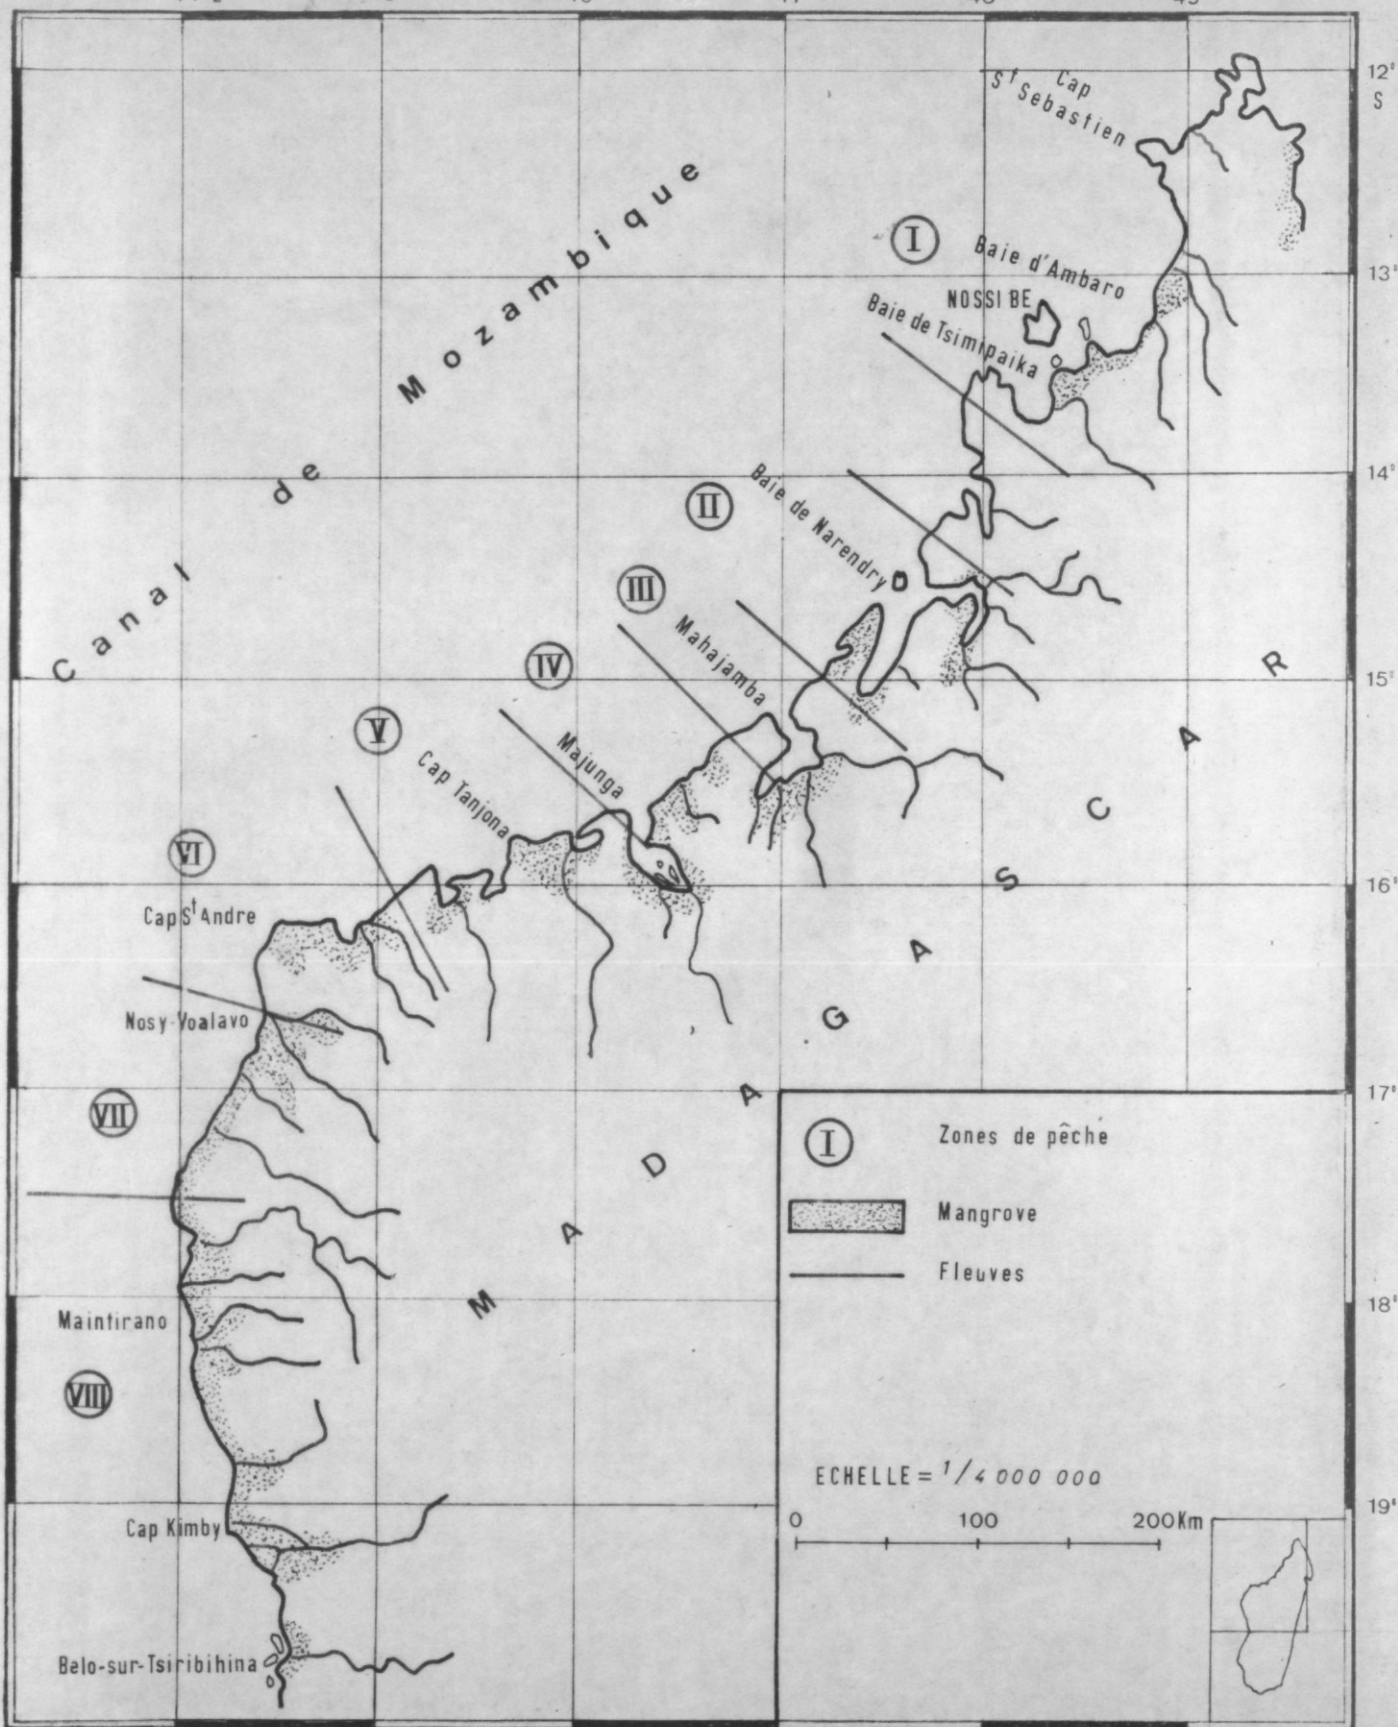 12°
S
Cap
St Sebastien
I
Baie d'Ambaro
13°
NOSSI BE
Baie de Tsimipaika
Canal de Mozambique
14°
II
Baie de Narendry
III
Mahajamba
IV
15°
V
Majunga
Cap Tanjona
VI
16°
Cap St Andre
Nosy-Voalavo
MADAGASCAR
17°
VII
I Zones de pêche
Mangrove
Fleuves
18°
Maintirano
VIII
ECHELLE = 1/4 000 000
19°
0 100 200 Km
Cap Kimby
Belo-sur-Tsiribihina